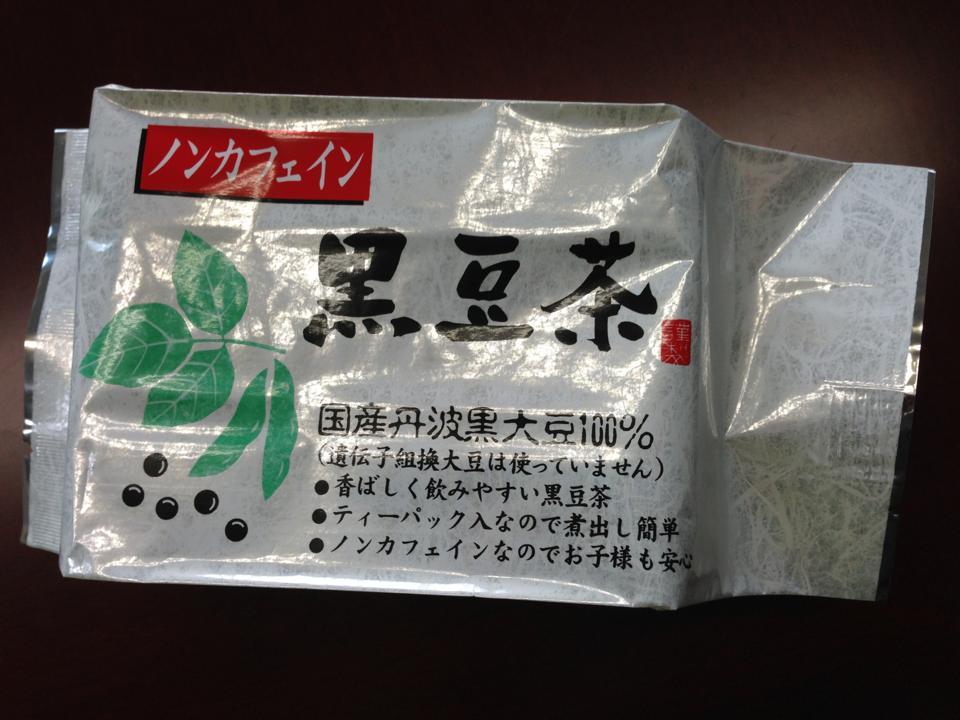 ノンカフェイン
黒豆茶
国産丹波黒大豆100%
(遺伝子組換大豆は使っていません)
●香ばしく飲みやすい黒豆茶
●ティーパック入なので煮出し簡単
●ノンカフェインなのでお子様も安心